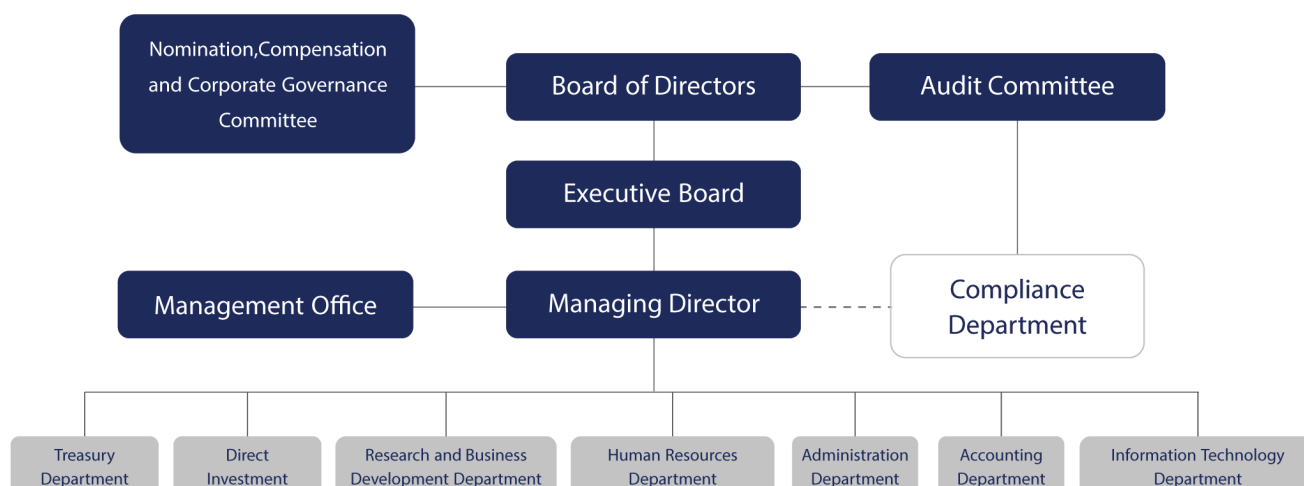 Nomination,Compensation
and Corporate Governance
Committee
Board of Directors
Audit Committee
Executive Board
Management Office
Managing Director
Compliance
Department
Treasury
Department
Direct
Investment
Research and Business
Development Department
Human Resources
Department
Administration
Department
Accounting
Department
Information Technology
Department